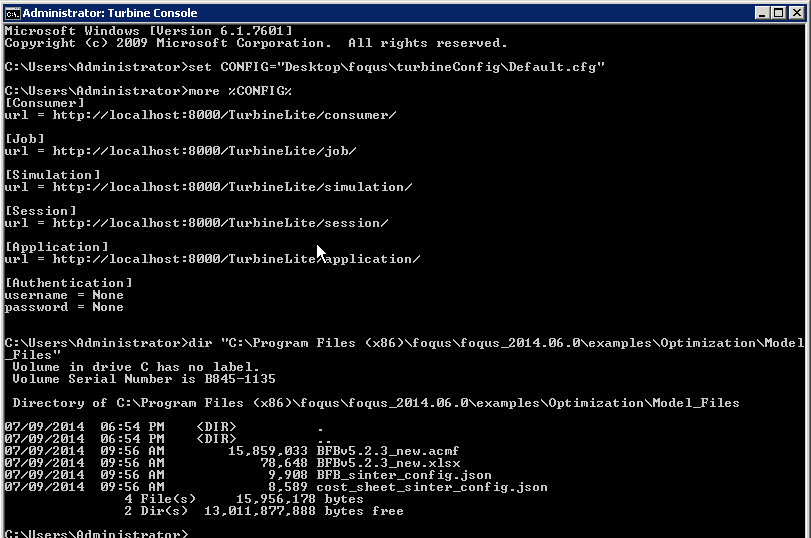 Administrator: Turbine Console
Microsoft Windows [Version 6.1.7601]
Copyright (c) 2009 Microsoft Corporation.  All rights reserved.
C:\Users\Administrator>set CONFIG="Desktop\foqus\turbineConfig\Default.cfg"
C:\Users\Administrator>more %CONFIG%
[Consumer]
url = http://localhost:8000/TurbineLite/consumer/
[Job]
url = http://localhost:8000/TurbineLite/job/
[Simulation]
url = http://localhost:8000/TurbineLite/simulation/
[Session]
url = http://localhost:8000/TurbineLite/session/
[Application]
url = http://localhost:8000/TurbineLite/application/
[Authentication]
username = None
password = None
C:\Users\Administrator>dir "C:\Program Files (x86)\foqus\foqus_2014.06.0\examples\Optimization\Model
_Files"
 Volume in drive C has no label.
 Volume Serial Number is B845-1135
 Directory of C:\Program Files (x86)\foqus\foqus_2014.06.0\examples\Optimization\Model_Files
07/09/2014  06:54 PM    <DIR>          .
07/09/2014  06:54 PM    <DIR>          ..
07/09/2014  09:56 AM        15,859,033 BFBv5.2.3_new.acmf
07/09/2014  09:56 AM            78,648 BFBv5.2.3_new.xlsx
07/09/2014  09:56 AM             9,908 BFB_sinter_config.json
07/09/2014  09:56 AM             8,589 cost_sheet_sinter_config.json
               4 File(s)     15,956,178 bytes
               2 Dir(s)  13,011,877,888 bytes free
C:\Users\Administrator>